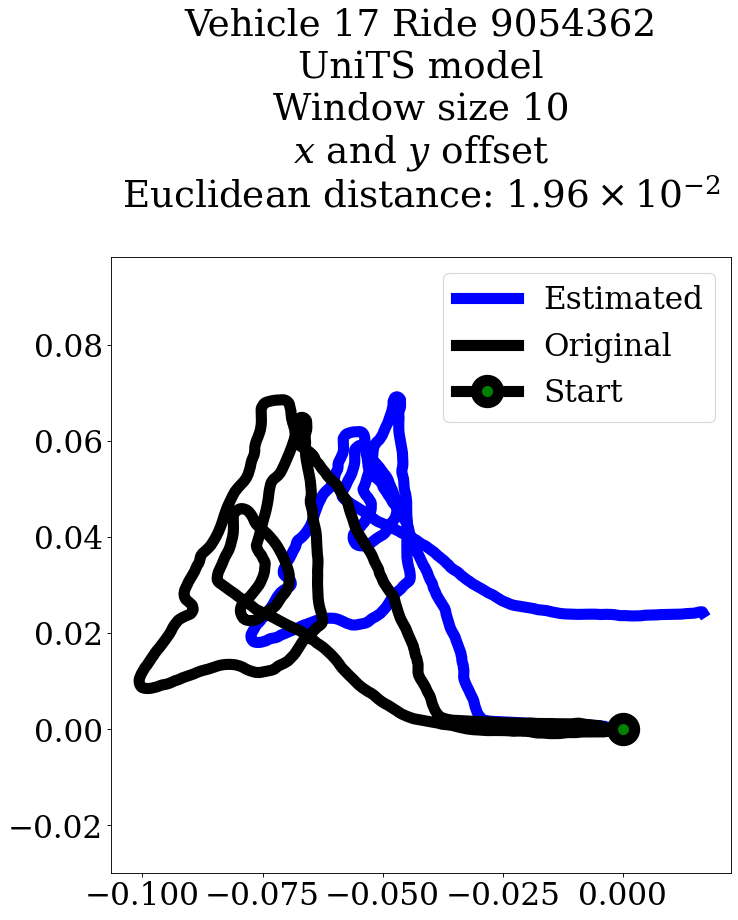 Vehicle 17 Ride 9054362
UniTS model
Window size 10
x and y offset
Euclidean distance: 1.96 × 10⁻²
Estimated
Original
Start
0.08
0.06
0.04
0.02
0.00
−0.02
−0.100 −0.075 −0.050 −0.025 0.000